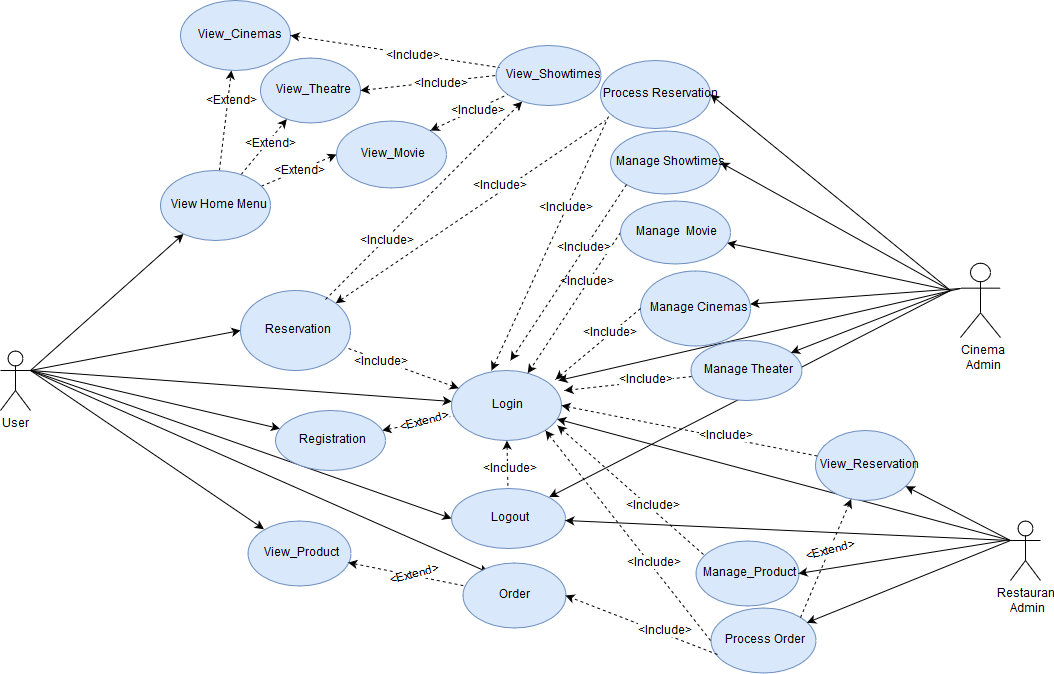 View_Cinemas
<Include>
View_Showtimes
<Include>
View_Theatre
Process Reservation
<Extend>
<Include>
<Extend>
View_Movie
Manage Showtimes
<Extend>
<Include>
View Home Menu
<Include>
Manage  Movie
<Include>
<Include>
<Include>
Manage Cinemas
Reservation
<Include>
Cinema
Admin
<Include>
Manage Theater
<Include>
Login
User
<Extend>
<Include>
Registration
<Include>
View_Reservation
<Include>
Logout
View_Product
<Extend>
<Include>
<Extend>
Manage_Product
Order
Restauran
Admin
<Include>
Process Order